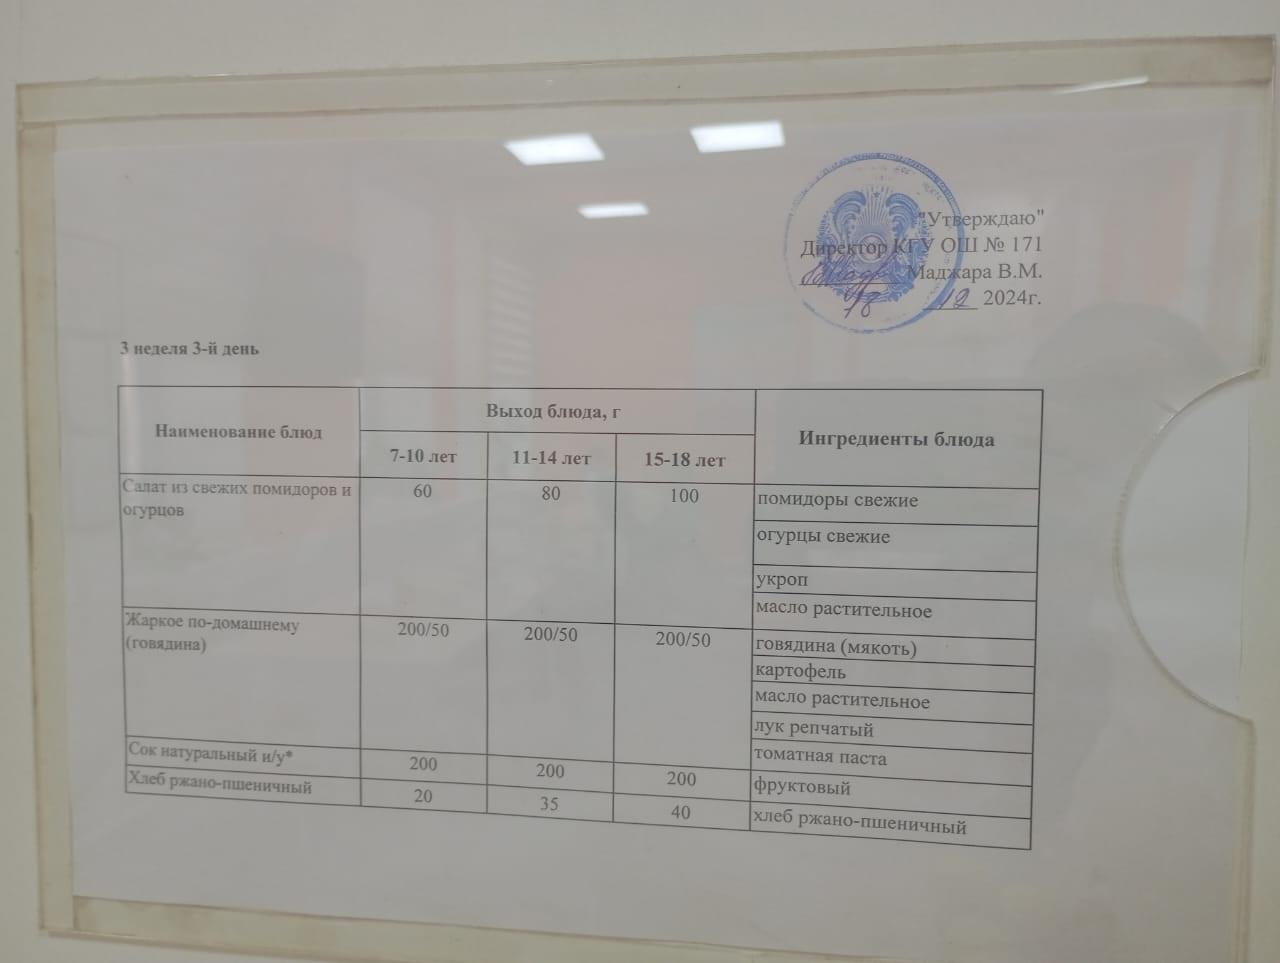 "Утверждаю"
Директор КГУ ОШ № 171
Маджара В.М.
18 12 2024г.
3 неделя 3-й день
Наименование блюд
Выход блюда, г
Ингредиенты блюда
7-10 лет
11-14 лет
15-18 лет
Салат из свежих помидоров и
огурцов
60
80
100
помидоры свежие
огурцы свежие
укроп
масло растительное
Жаркое по-домашнему
(говядина)
200/50
200/50
200/50
говядина (мякоть)
картофель
масло растительное
лук репчатый
томатная паста
Сок натуральный и/у*
200
200
200
фруктовый
Хлеб ржано-пшеничный
20
35
40
хлеб ржано-пшеничный